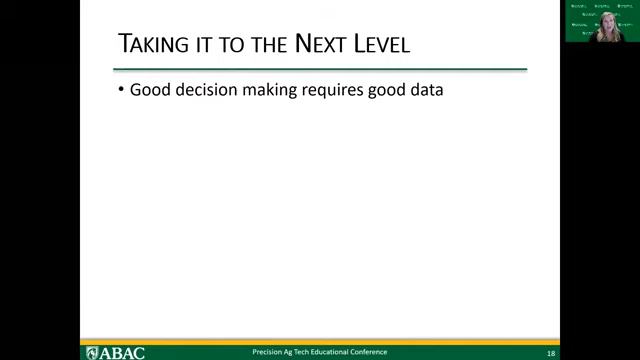 TAKING IT TO THE NEXT LEVEL
• Good decision making requires good data
ABAC
Precision Ag Tech Educational Conference
18